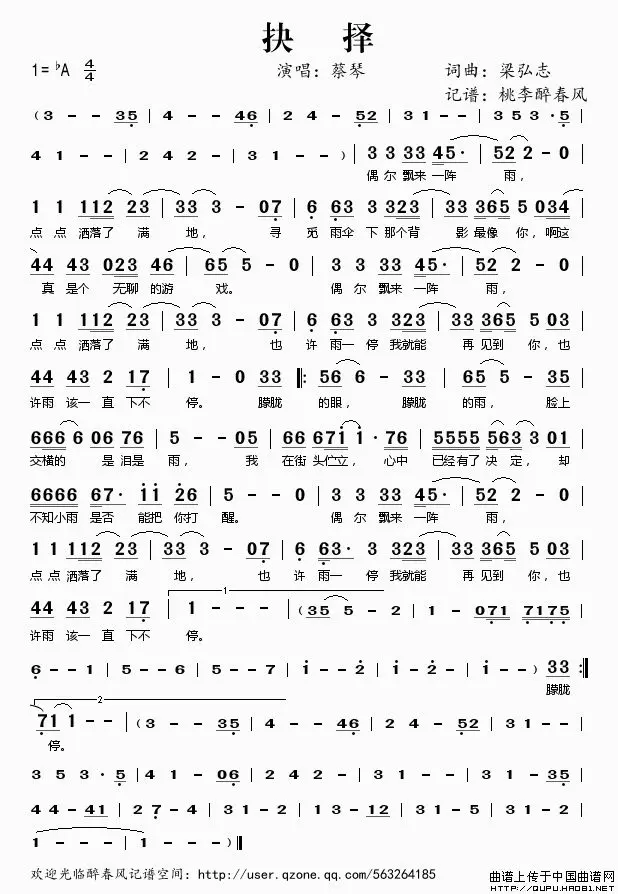 抉 择
1=♭A 4/4 演唱：蔡琴 词曲：梁弘志
记谱：桃李醉春风
(3 - - 35 | 4 - - 46 | 2 4 - 52 | 3 1 - - | 3 5 3· 5 |
4 1 - - | 2 4 2 - | 3 1 - - ) | 3 3 33 45· | 52 2 - 0 |
偶尔 飘来 一阵 雨，
1 1 112 23 | 33 3 - 07 | 6 63 3 323 | 33 365 5 034 |
点 点 洒落了 满 地， 寻 觅 雨伞 下 那个背 影 最像 你，啊这
44 43 023 46 | 65 5 - 0 | 3 3 33 45· | 52 2 - 0 |
真 是个 无聊 的游 戏。 偶尔 飘来 一阵 雨，
1 1 112 23 | 33 3 - 07 | 6 63 3 323 | 33 365 5 03 |
点 点 洒落了 满 地， 也 许 雨一 停 我就能 再 见到 你，也
44 43 2 17 | 1 - 0 33 ‖: 56 6 - 33 | 65 5 - 35 |
许雨 该一 直 下不 停。 朦胧 的眼， 朦胧 的雨， 脸上
666 6 06 76 | 5 - - 05 | 66 671 1· 76 | 5555 563 3 01 |
交横的 是 泪是 雨， 我 在街 头伫立， 心中 已经有了 决 定，却
6666 67· 11 26 | 5 - - 0 | 3 3 33 45· | 52 2 - 0 |
不知小雨 是否 能把 你打 醒。 偶尔 飘来 一阵 雨，
1 1 112 23 | 33 3 - 07 | 6 63· 3 323 | 33 365 5 03 |
点 点 洒落了 满 地， 也 许 雨一 停 我就能 再 见到 你，也
44 43 2 17 | 1 - - - | (35 5 - 2 | 1 - 071 7175 |
许雨 该一 直 下不 停。
6 - - 1 | 5 - - 6 | 5 - - 7 | 1 - - 2 | 1 - 2 - | 1 - - - ) 33 :‖
朦胧
71 1 - - | (3 - - 35 | 4 - - 46 | 2 4 - 52 | 3 1 - - |
停。
3 5 3· 5 | 4 1 - 06 | 2 4 2 - | 3 - 1 - | 3 1 - 35 |
44 - 41 | 2 7 - 4 | 3 1 - 2 | 1 3 - 12 | 3 1 - - | 3 - 2 - |
1 - - - | 1 - - - )‖
欢迎光临醉春风记谱空间：http://user.qzone.qq.com/563264185
曲谱上传于中国曲谱网
http://QUPU.HAO81.NET